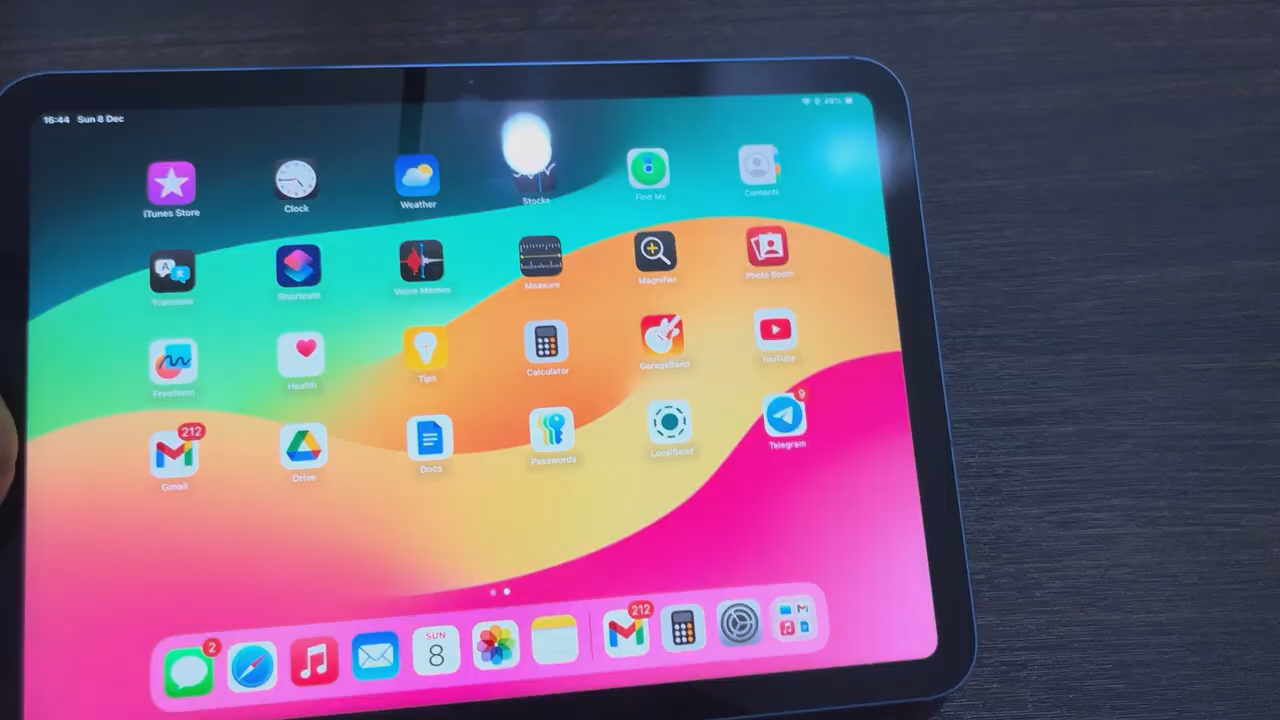 16:44 Sun 8 Dec
48%
iTunes Store
Clock
Weather
Stocks
Find My
Contacts
Translate
Shortcuts
Voice Memos
Measure
Magnifier
Photo Booth
Freeform
Health
Tips
Calculator
GarageBand
YouTube
212
9
Gmail
Drive
Docs
Passwords
LocalSend
Telegram
2
SUN
8
212